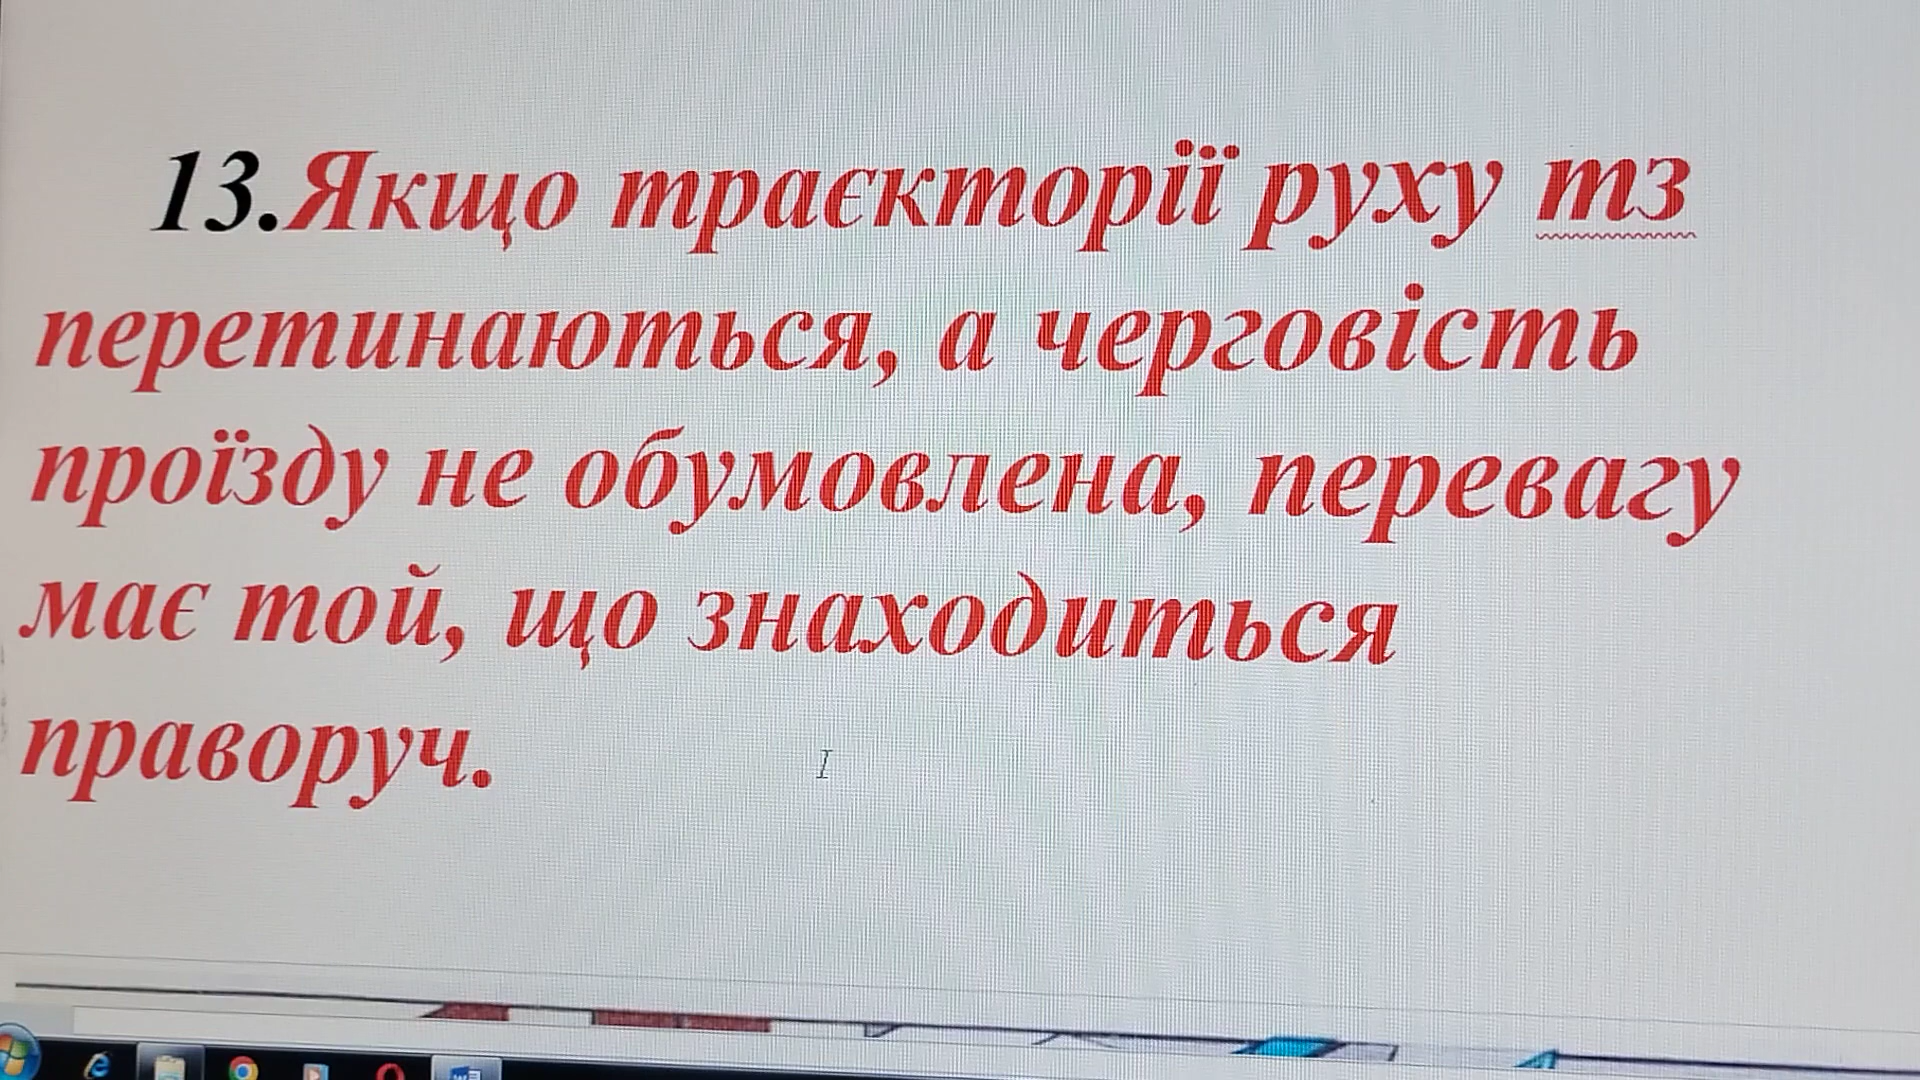 13.Якщо траєкторії руху тз
перетинаються, а черговість
проїзду не обумовлена, перевагу
має той, що знаходиться
праворуч.